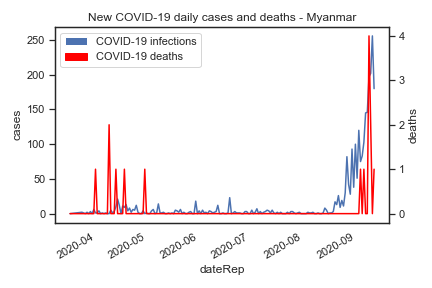 New COVID-19 daily cases and deaths - Myanmar
COVID-19 infections
COVID-19 deaths
250
200
150
100
50
0
cases
4
3
2
1
0
deaths
2020-04
2020-05
2020-06
2020-07
2020-08
2020-09
dateRep